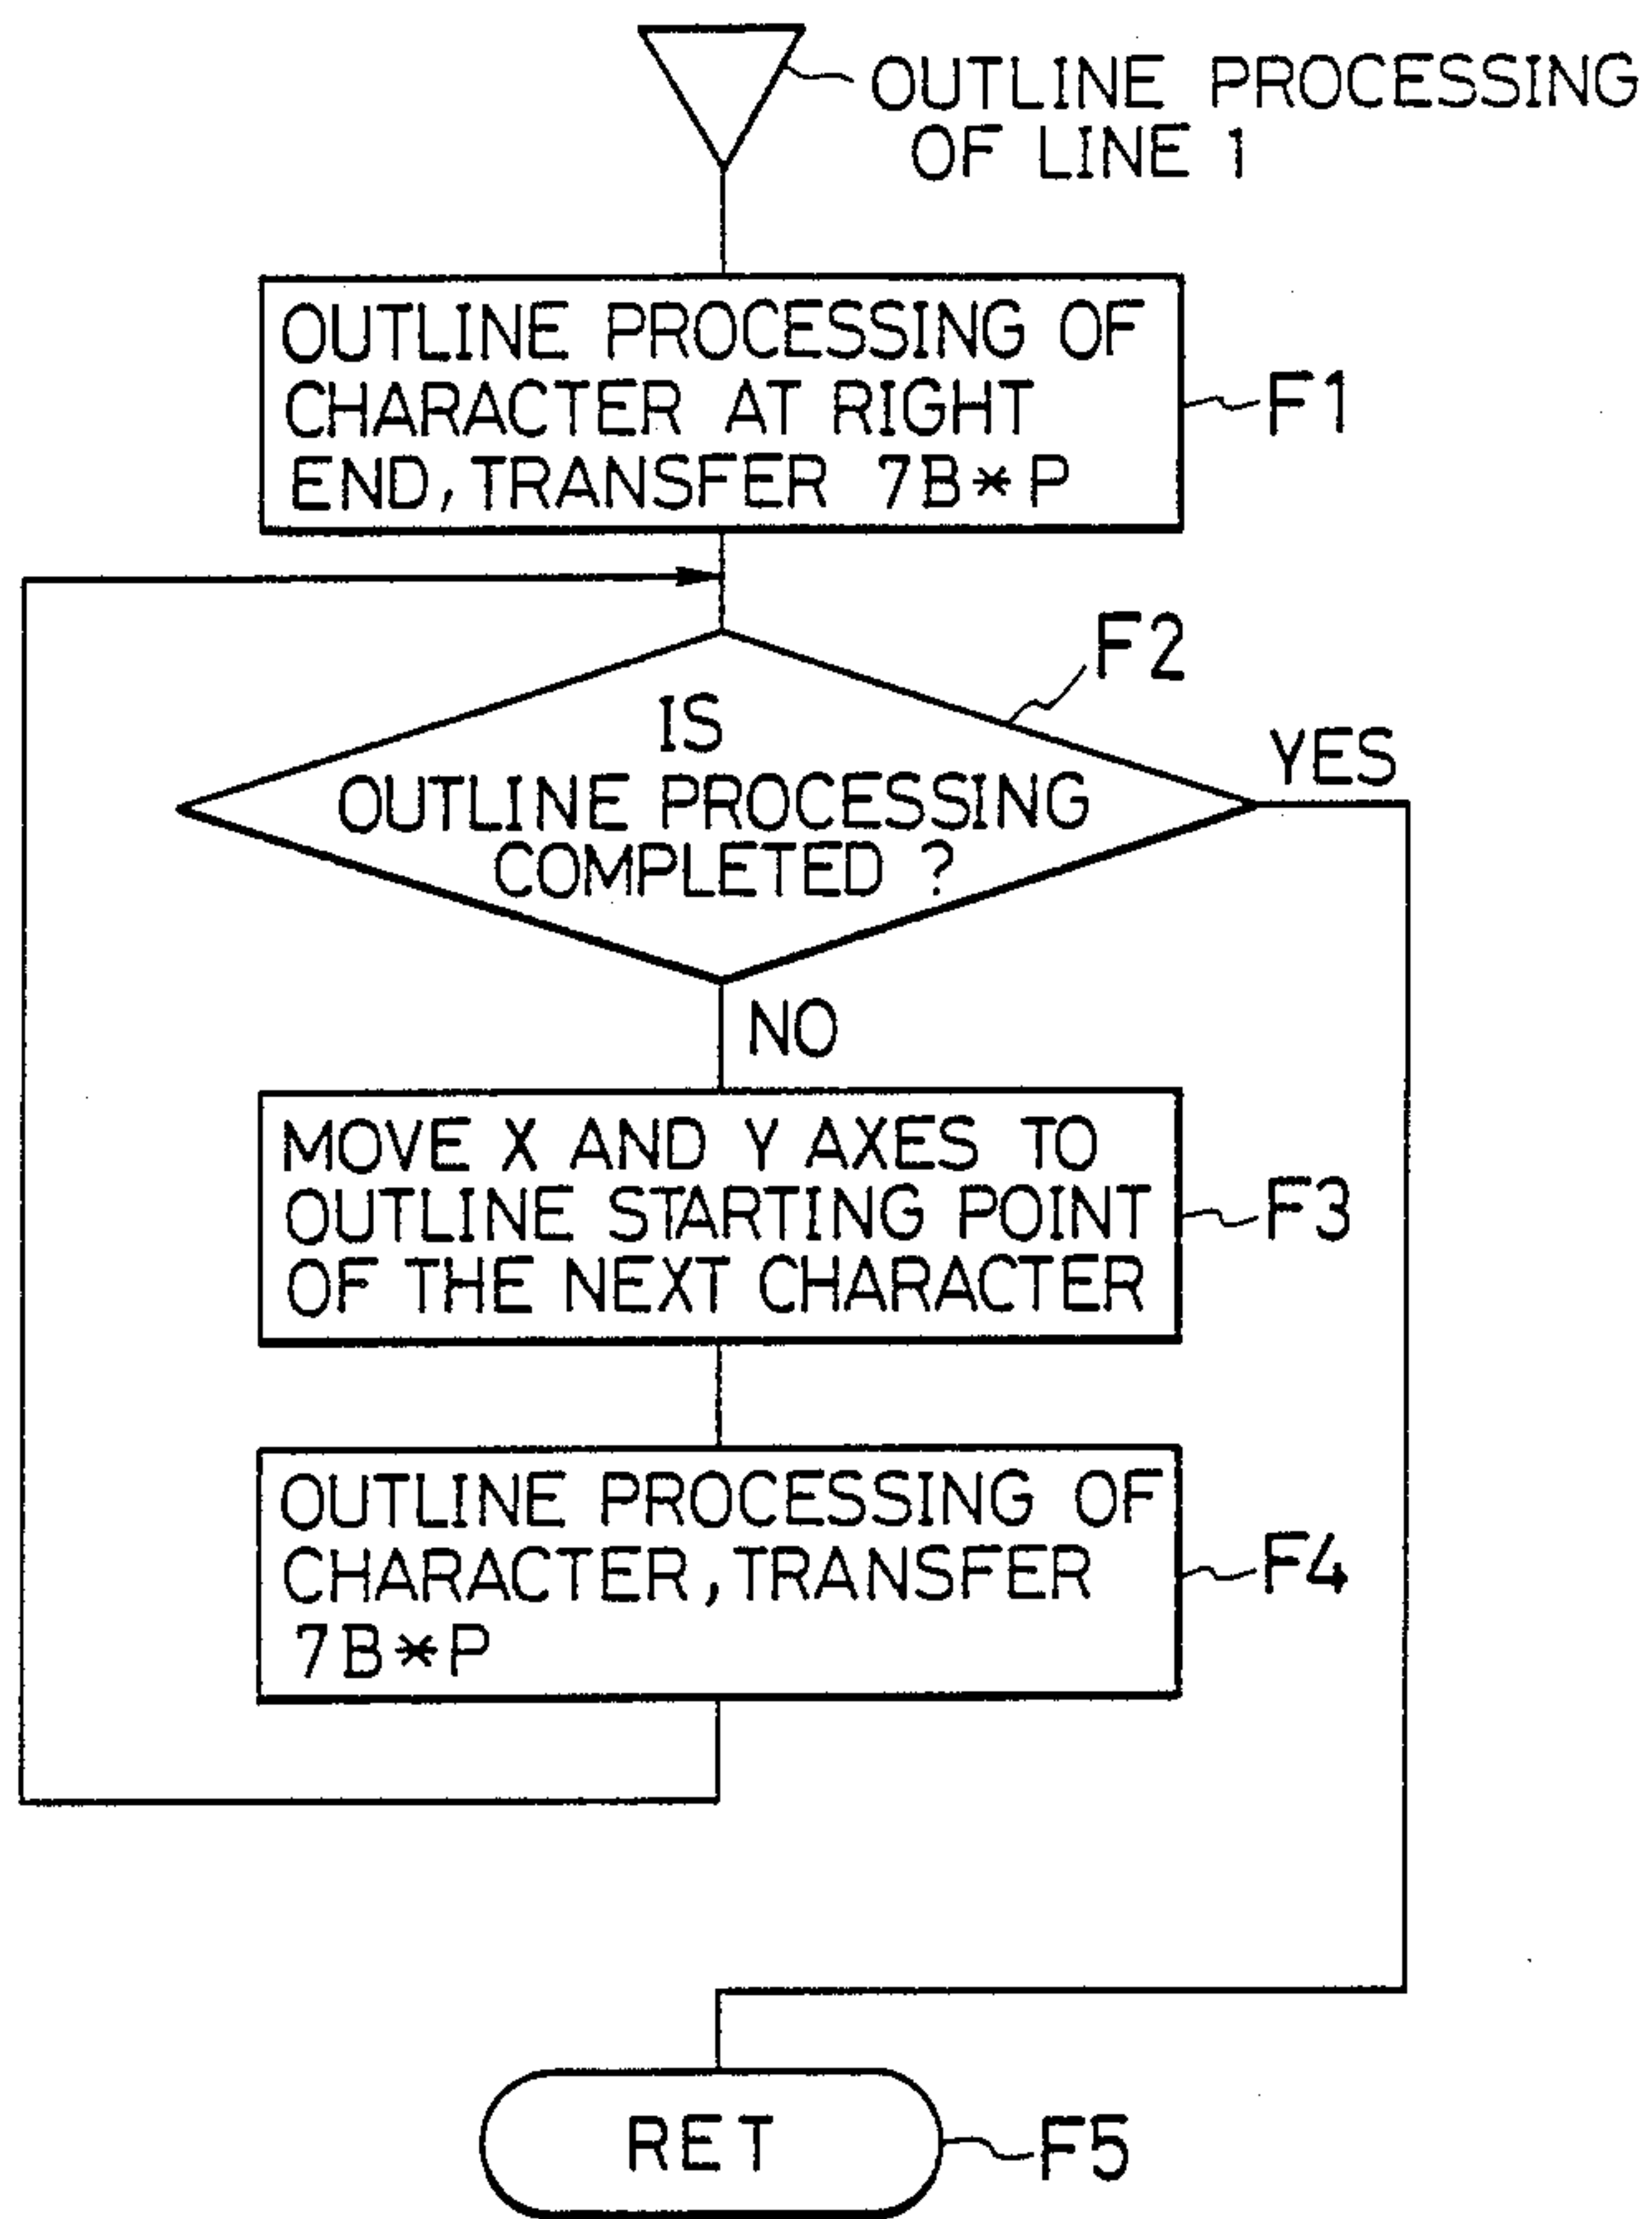 OUTLINE PROCESSING
OF LINE 1
OUTLINE PROCESSING OF
CHARACTER AT RIGHT
END, TRANSFER 7B*P
F1
F2
IS
OUTLINE PROCESSING
COMPLETED ?
YES
NO
MOVE X AND Y AXES TO
OUTLINE STARTING POINT
OF THE NEXT CHARACTER
F3
OUTLINE PROCESSING OF
CHARACTER, TRANSFER
7B*P
F4
RET
F5